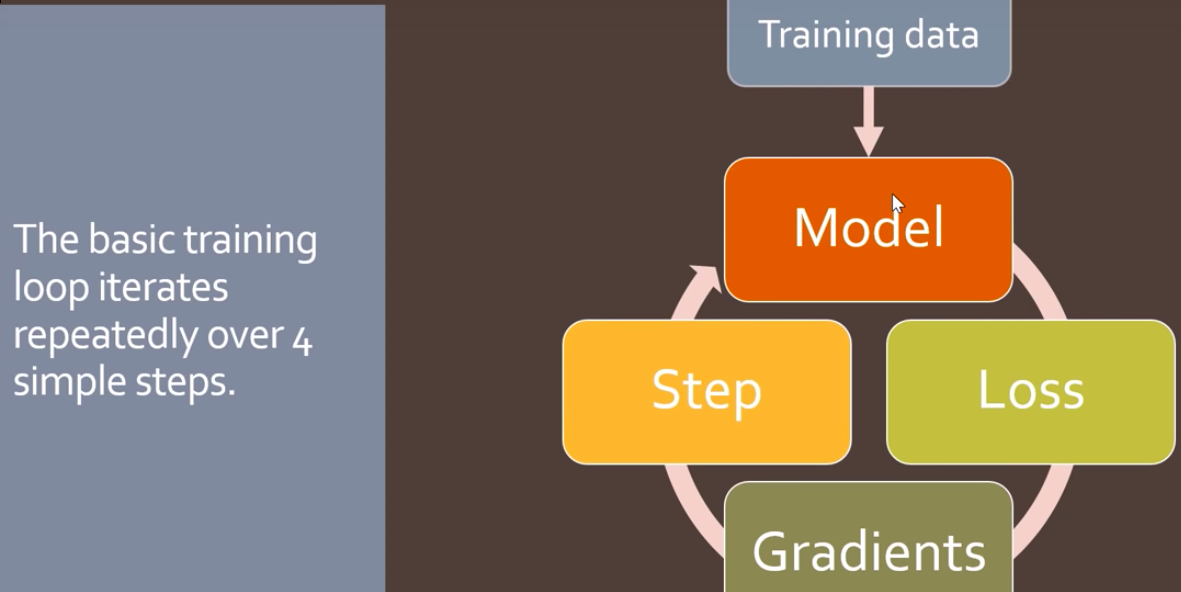 The basic training
loop iterates
repeatedly over 4
simple steps.
Training data
Model
Step
Loss
Gradients